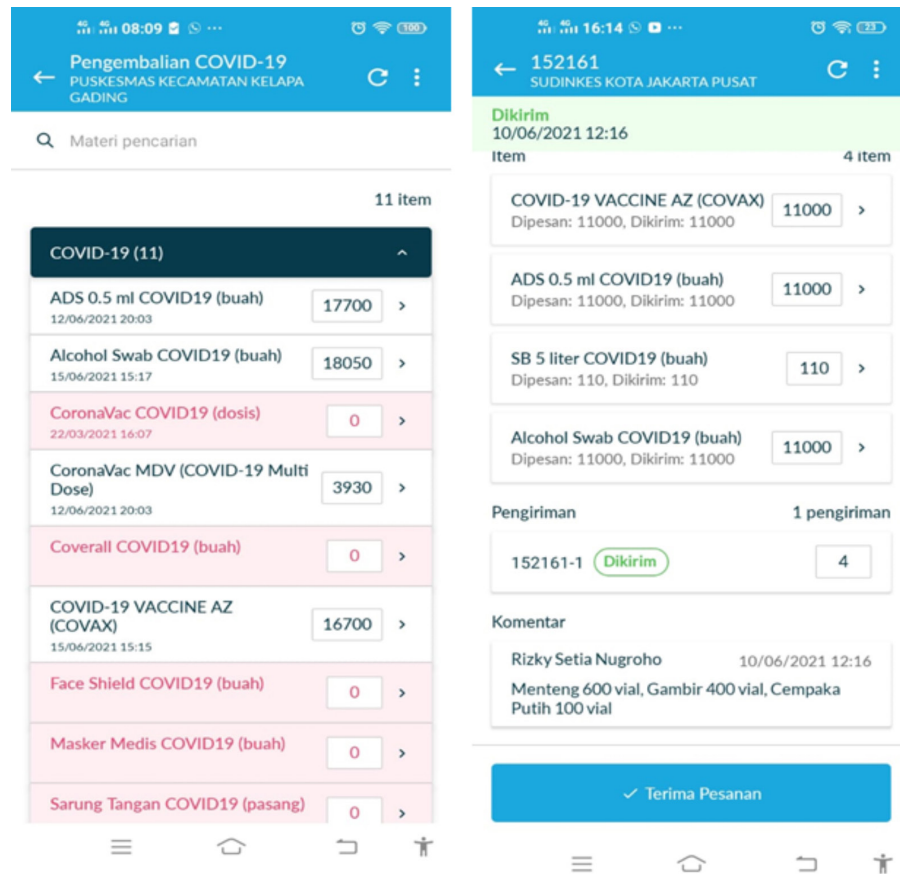 08:09
100
Pengembalian COVID-19
PUSKESMAS KECAMATAN KELAPA
GADING
Materi pencarian
11 item
COVID-19 (11)
ADS 0.5 ml COVID19 (buah)
12/06/2021 20:03
17700
Alcohol Swab COVID19 (buah)
15/06/2021 15:17
18050
CoronaVac COVID19 (dosis)
22/03/2021 16:07
0
CoronaVac MDV (COVID-19 Multi
Dose)
12/06/2021 20:03
3930
Coverall COVID19 (buah)
0
COVID-19 VACCINE AZ
(COVAX)
15/06/2021 15:15
16700
Face Shield COVID19 (buah)
0
Masker Medis COVID19 (buah)
0
Sarung Tangan COVID19 (pasang)
0
4G 4G 16:14
23
152161
SUDINKES KOTA JAKARTA PUSAT
Dikirim
10/06/2021 12:16
Item 4 item
COVID-19 VACCINE AZ (COVAX)
Dipesan: 11000, Dikirim: 11000
11000
ADS 0.5 ml COVID19 (buah)
Dipesan: 11000, Dikirim: 11000
11000
SB 5 liter COVID19 (buah)
Dipesan: 110, Dikirim: 110
110
Alcohol Swab COVID19 (buah)
Dipesan: 11000, Dikirim: 11000
11000
Pengiriman 1 pengiriman
152161-1 Dikirim 4
Komentar
Rizky Setia Nugroho 10/06/2021 12:16
Menteng 600 vial, Gambir 400 vial, Cempaka
Putih 100 vial
Terima Pesanan